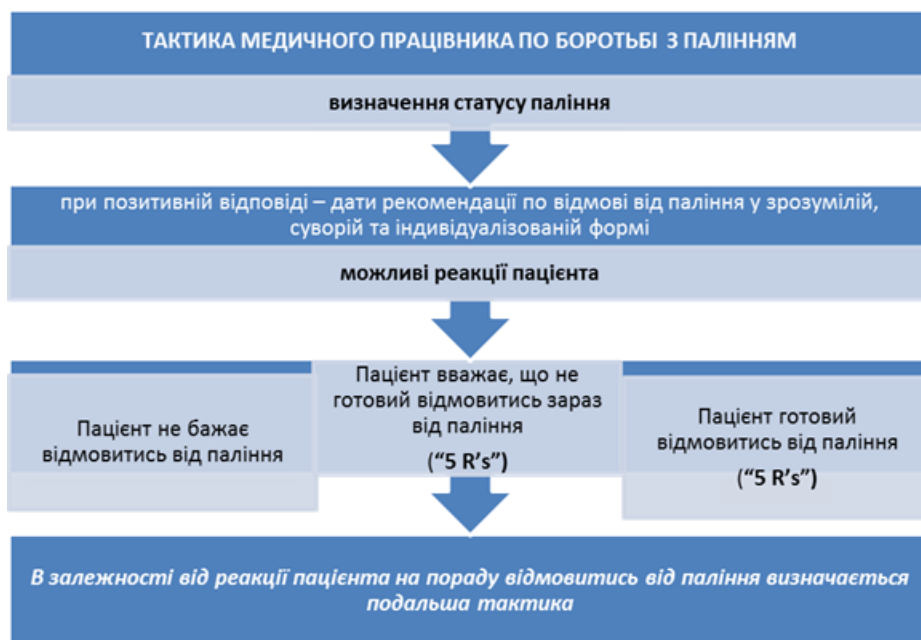 ТАКТИКА МЕДИЧНОГО ПРАЦІВНИКА ПО БОРОТЬБІ З ПАЛІННЯМ
визначення статусу паління
при позитивній відповіді – дати рекомендації по відмові від паління у зрозумілій,
суворій та індивідуалізованій формі
можливі реакції пацієнта
Пацієнт не бажає
відмовитись від паління
Пацієнт вважає, що не
готовий відмовитись зараз
від паління
(“5 R’s”)
Пацієнт готовий
відмовитись від паління
(“5 R’s”)
В залежності від реакції пацієнта на пораду відмовитись від паління визначається
подальша тактика